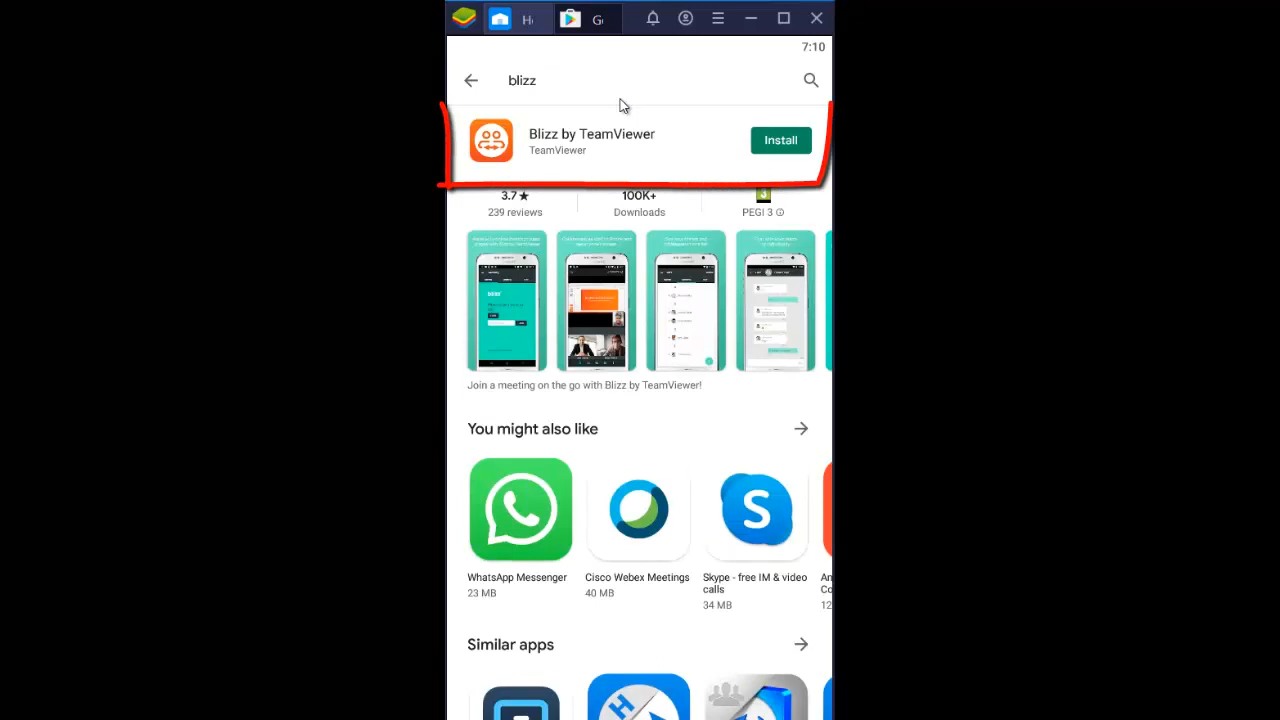 H
G
7:10
blizz
Blizz by TeamViewer
TeamViewer
Install
3.7★ 100K+ 3
239 reviews Downloads PEGI 3
Join a meeting on the go with Blizz by TeamViewer!
You might also like
S
WhatsApp Messenger Cisco Webex Meetings Skype - free IM & video
calls
23 MB 40 MB
34 MB
Similar apps
H